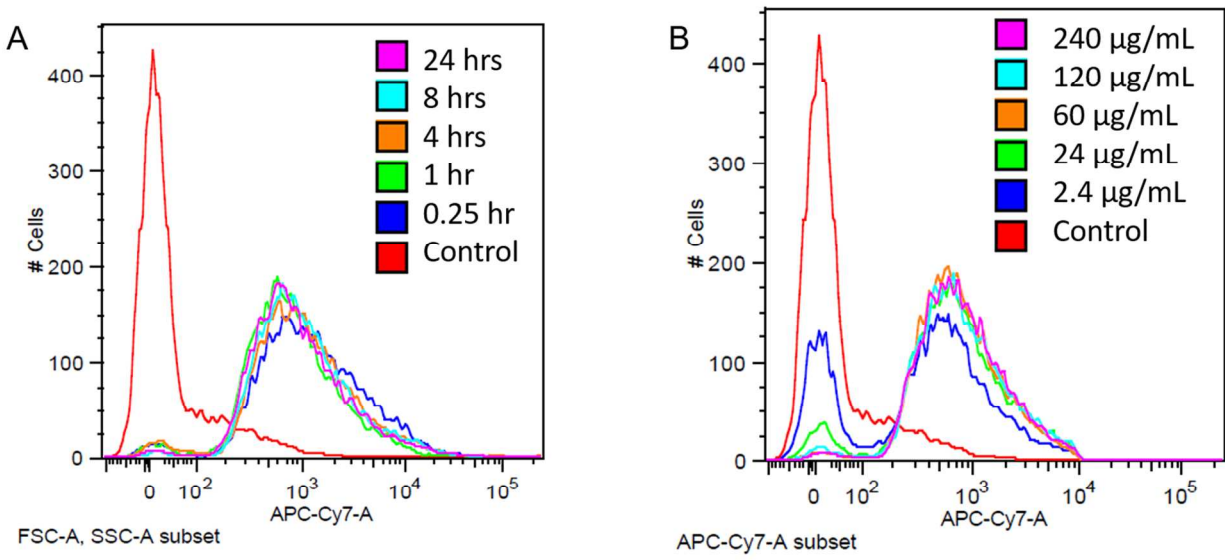 A
24 hrs
8 hrs
4 hrs
1 hr
0.25 hr
Control
400
300
200
100
0
# Cells
0 10² 10³ 10⁴ 10⁵
APC-Cy7-A
FSC-A, SSC-A subset
B
240 µg/mL
120 µg/mL
60 µg/mL
24 µg/mL
2.4 µg/mL
Control
400
300
200
100
0
# Cells
0 10² 10³ 10⁴ 10⁵
APC-Cy7-A
APC-Cy7-A subset